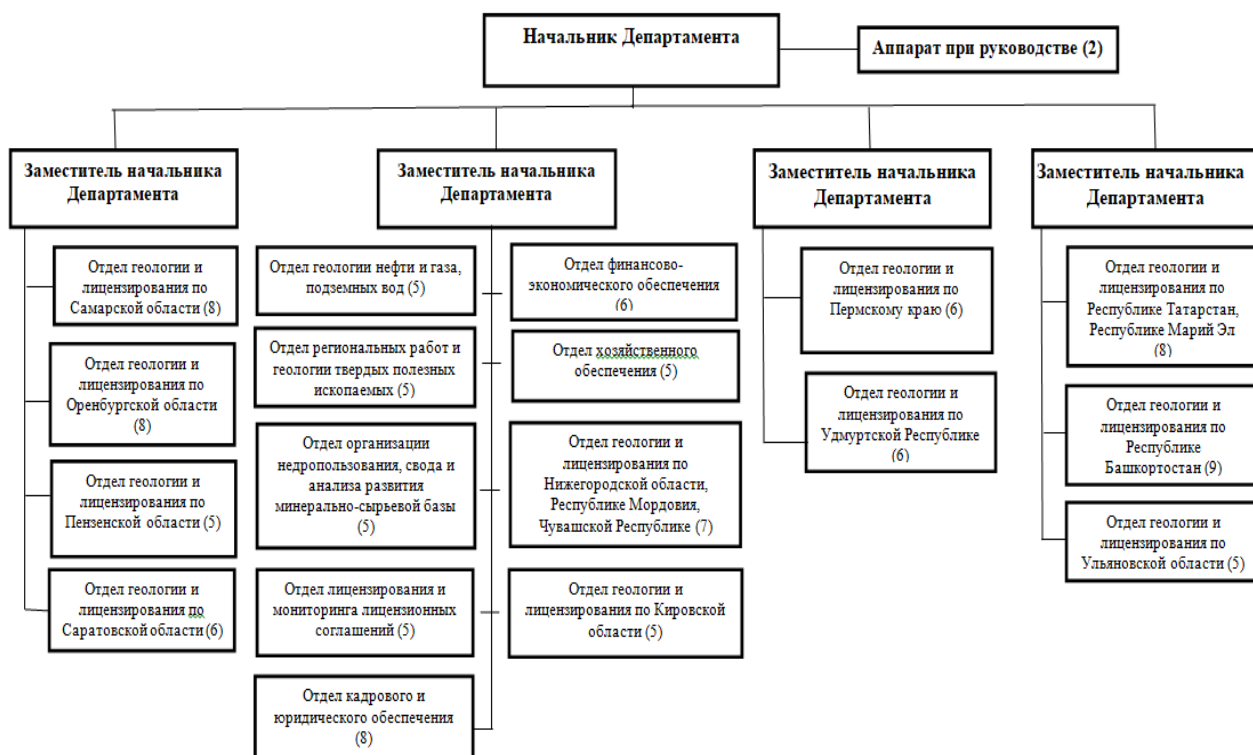 Начальник Департамента
Аппарат при руководстве (2)
Заместитель начальника
Департамента
Отдел геологии и
лицензирования по
Самарской области (8)
Отдел геологии и
лицензирования по
Оренбургской области
(8)
Отдел геологии и
лицензирования по
Пензенской области (5)
Отдел геологии и
лицензирования по
Саратовской области (6)
Заместитель начальника
Департамента
Отдел геологии нефти и газа,
подземных вод (5)
Отдел региональных работ и
геологии твердых полезных
ископаемых (5)
Отдел организации
недропользования, свода и
анализа развития
минерально-сырьевой базы
(5)
Отдел лицензирования и
мониторинга лицензионных
соглашений (5)
Отдел кадрового и
юридического обеспечения
(8)
Отдел финансово-
экономического обеспечения
(6)
Отдел хозяйственного
обеспечения (5)
Отдел геологии и
лицензирования по
Нижегородской области,
Республике Мордовия,
Чувашской Республике (7)
Отдел геологии и
лицензирования по Кировской
области (5)
Заместитель начальника
Департамента
Отдел геологии и
лицензирования по
Пермскому краю (6)
Отдел геологии и
лицензирования по
Удмуртской Республике
(6)
Заместитель начальника
Департамента
Отдел геологии и
лицензирования по
Республике Татарстан,
Республике Марий Эл
(8)
Отдел геологии и
лицензирования по
Республике
Башкортостан (9)
Отдел геологии и
лицензирования по
Ульяновской области (5)